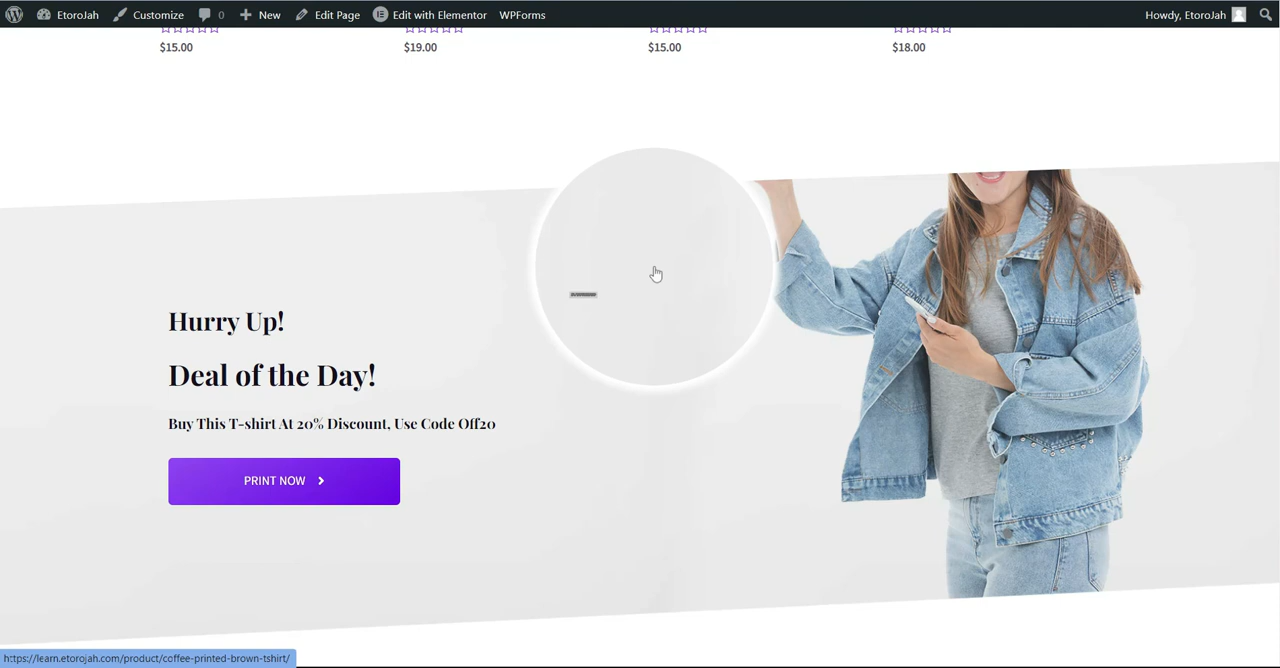 EtoroJah Customize 0 New Edit Page Edit with Elementor WPForms Howdy, EtoroJah
$15.00 $19.00 $15.00 $18.00
Hurry Up!
Deal of the Day!
Buy This T-shirt At 20% Discount, Use Code Off20
PRINT NOW
https://learn.etorojah.com/product/coffee-printed-brown-tshirt/